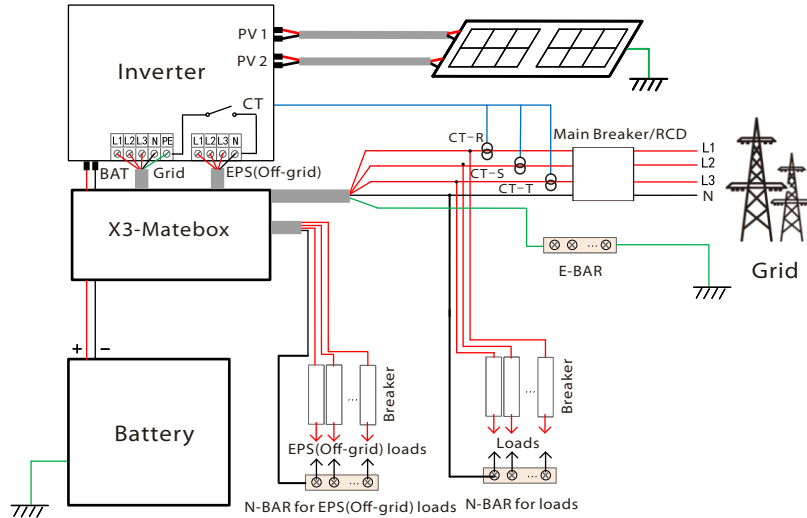 PV 1
PV 2
Inverter
CT
L1 L2 L3 N PE
L1 L2 L3 N
BAT
Grid
EPS(Off-grid)
CT-R
CT-S
CT-T
Main Breaker/RCD
L1
L2
L3
N
X3-Matebox
E-BAR
Grid
+
−
Battery
...
Breaker
EPS(Off-grid) loads
...
N-BAR for EPS(Off-grid) loads
...
Breaker
Loads
...
N-BAR for loads
...